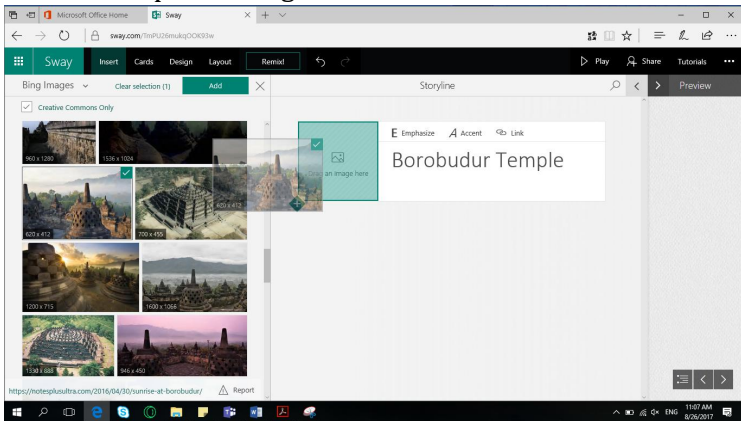 Microsoft Office Home
Sway
sway.com/TmPU26mukqOOK93w
Sway
Insert
Cards
Design
Layout
Remix!
Play
Share
Tutorials
Bing Images
Clear selection (1)
Add
Storyline
Preview
Creative Commons Only
E Emphasize
A Accent
Link
960 x 1280
1536 x 1024
Borobudur Temple
an image here
620 x 412
620 x 412
700 x 455
1200 x 715
1600 x 1066
1330 x 688
946 x 450
https://notesplusultra.com/2016/04/30/sunrise-at-borobudur/
Report
ENG
11:07 AM
8/26/2017